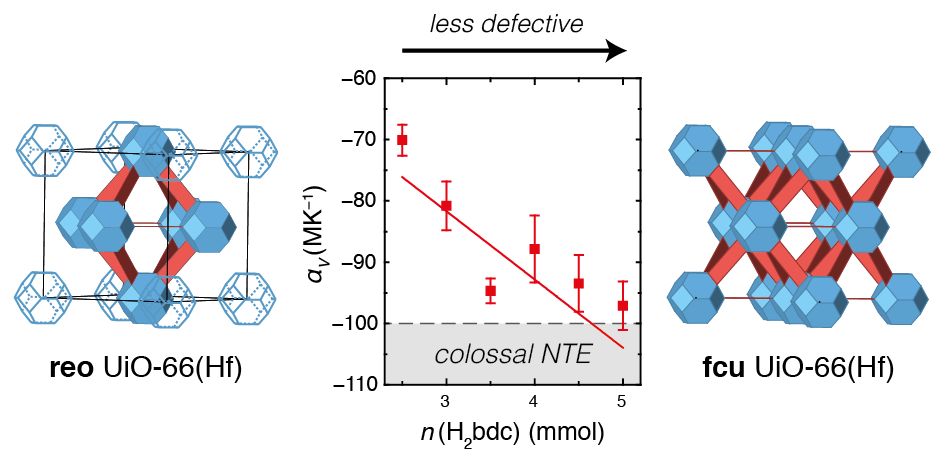 less defective
−60
−70
−80
−90
−100
−110
αV (MK⁻¹)
colossal NTE
3 4 5
n(H₂bdc) (mmol)
reo UiO-66(Hf)
fcu UiO-66(Hf)